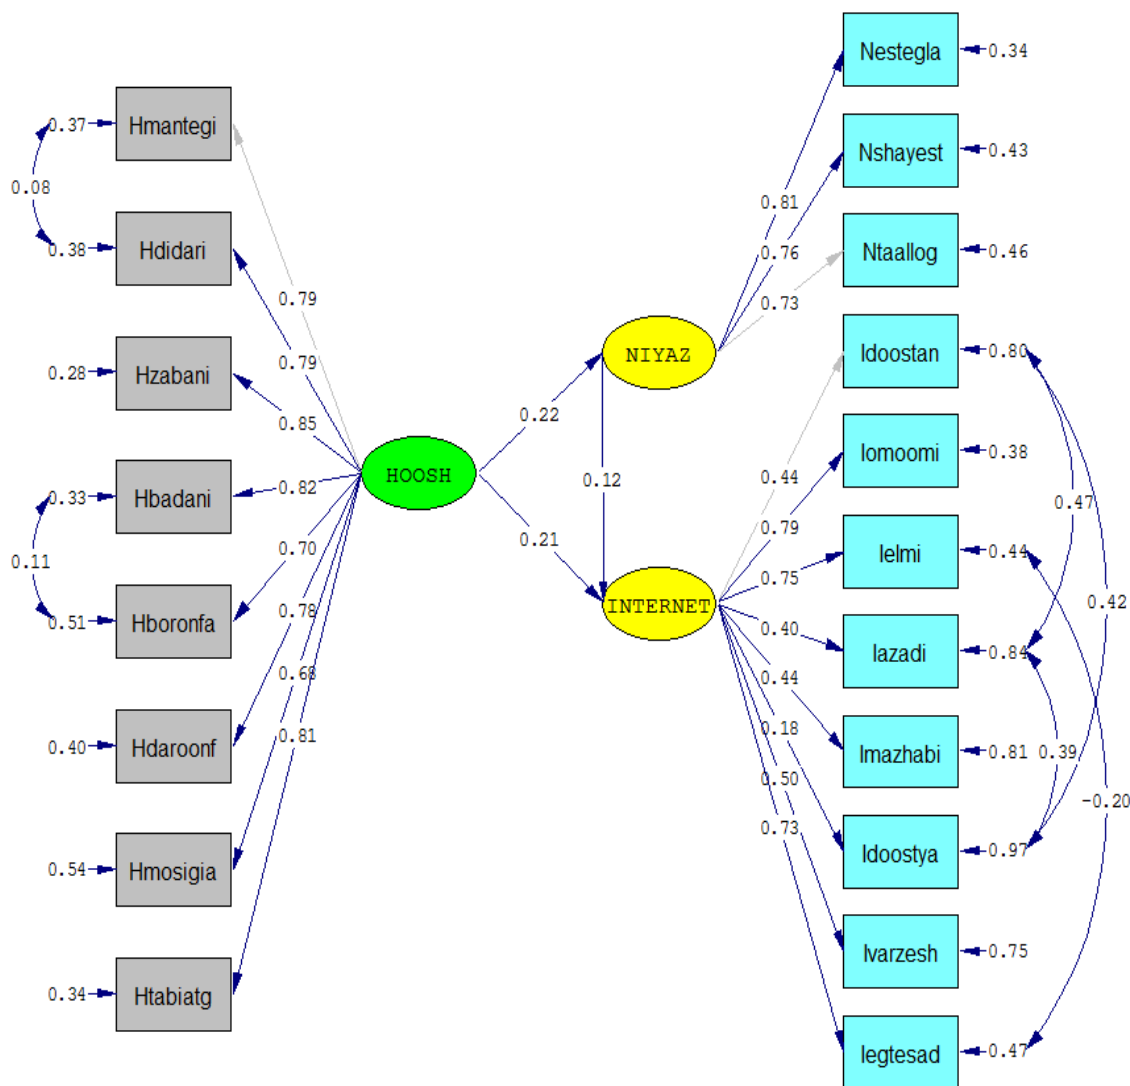 0.37
Hmantegi
0.08
0.38
Hdidari
0.28
Hzabani
0.33
Hbadani
0.11
0.51
Hboronfa
0.40
Hdaroonf
0.54
Hmosigia
0.34
Htabiatg
0.79
0.79
0.85
0.82
0.70
0.78
0.68
0.81
HOOSH
0.22
0.21
NIYAZ
0.12
INTERNET
0.81
0.76
0.73
0.44
0.79
0.75
0.40
0.44
0.18
0.50
0.73
Nestegla
0.34
Nshayest
0.43
Ntaallog
0.46
Idoostan
0.80
Iomoomi
0.38
Ielmi
0.44
Iazadi
0.84
Imazhabi
0.81
Idoostya
0.97
Ivarzesh
0.75
Iegtesad
0.47
0.47
0.42
0.39
-0.20